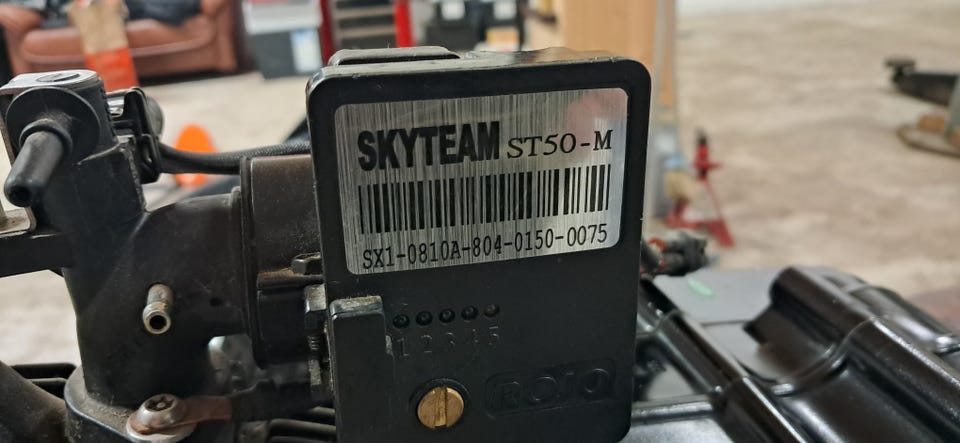 SKYTEAM ST50-M
SX1-0810A-804-0150-0075
1 2 3 4 5